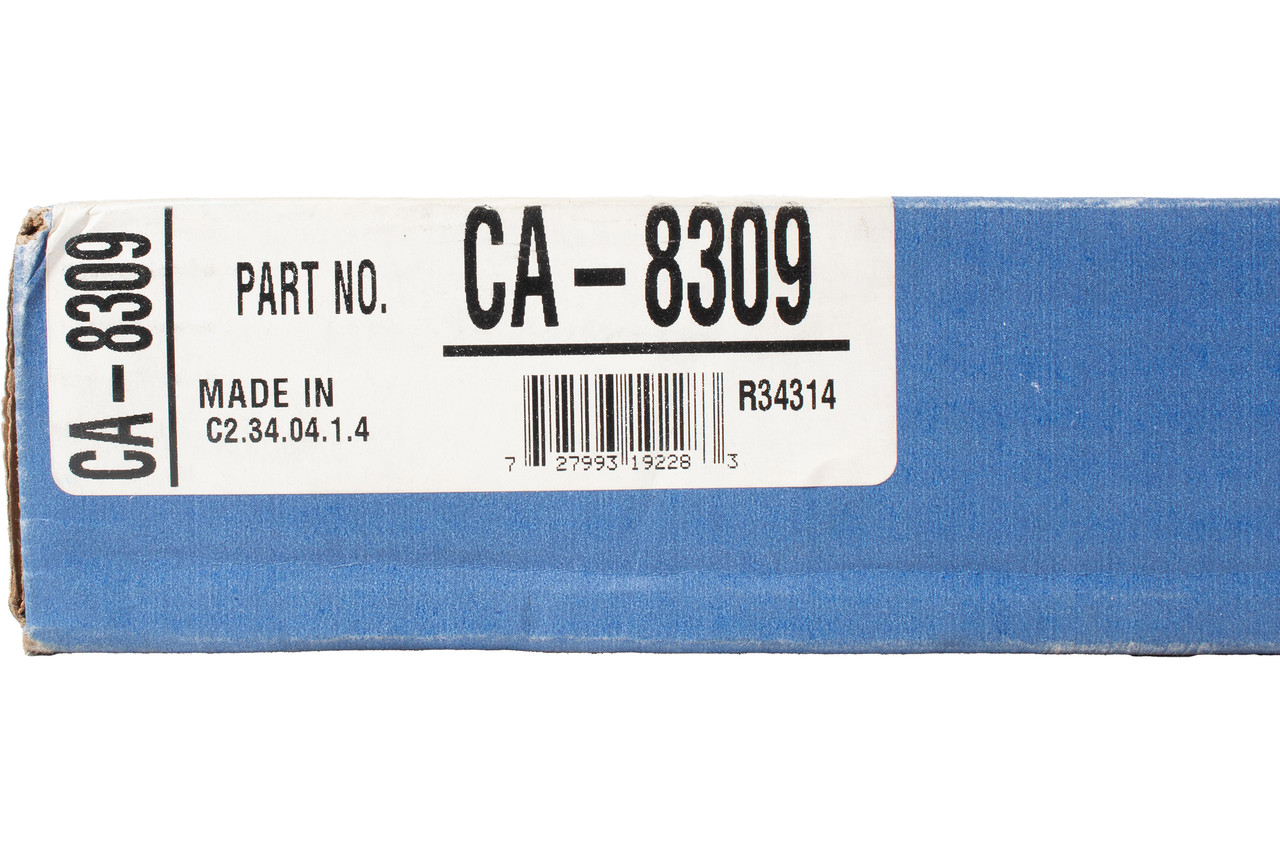 CA-8309
PART NO.
CA-8309
MADE IN
C2.34.04.1.4
R34314
7 27993 19228 3